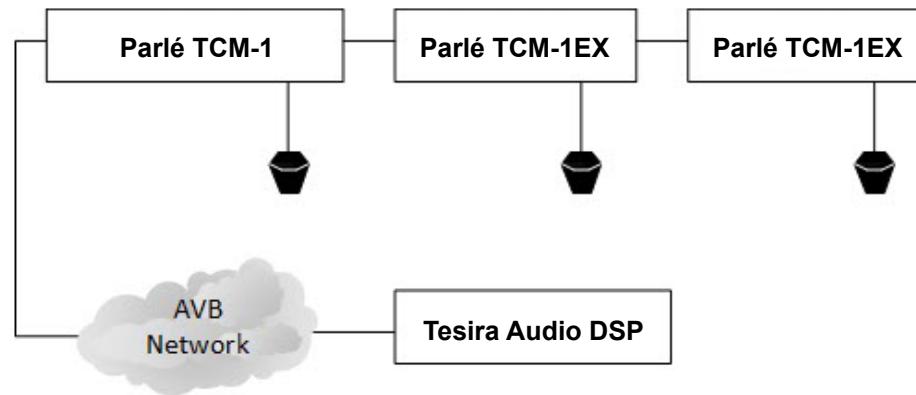 Parlé TCM-1
Parlé TCM-1EX
Parlé TCM-1EX
AVB
Network
Tesira Audio DSP